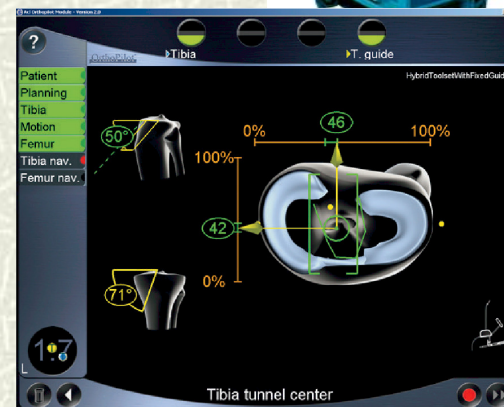 ?
Tibia
T. guide
OrthoPilot
HybridToolsetWithFixedGuid
Patient
Planning
Tibia
Motion
Femur
Tibia nav.
Femur nav.
50°
46
0%
100%
100%
42
0%
71°
1.7
L
Tibia tunnel center